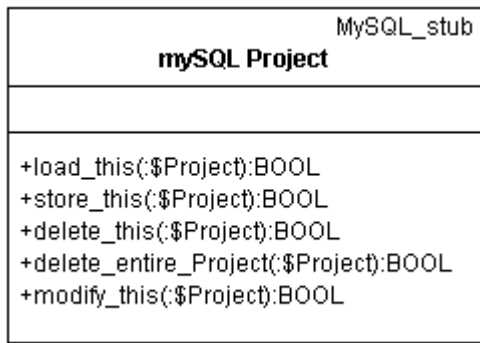 MySQL_stub
mySQL Project
+load_this(:$Project):BOOL
+store_this(:$Project):BOOL
+delete_this(:$Project):BOOL
+delete_entire_Project(:$Project):BOOL
+modify_this(:$Project):BOOL